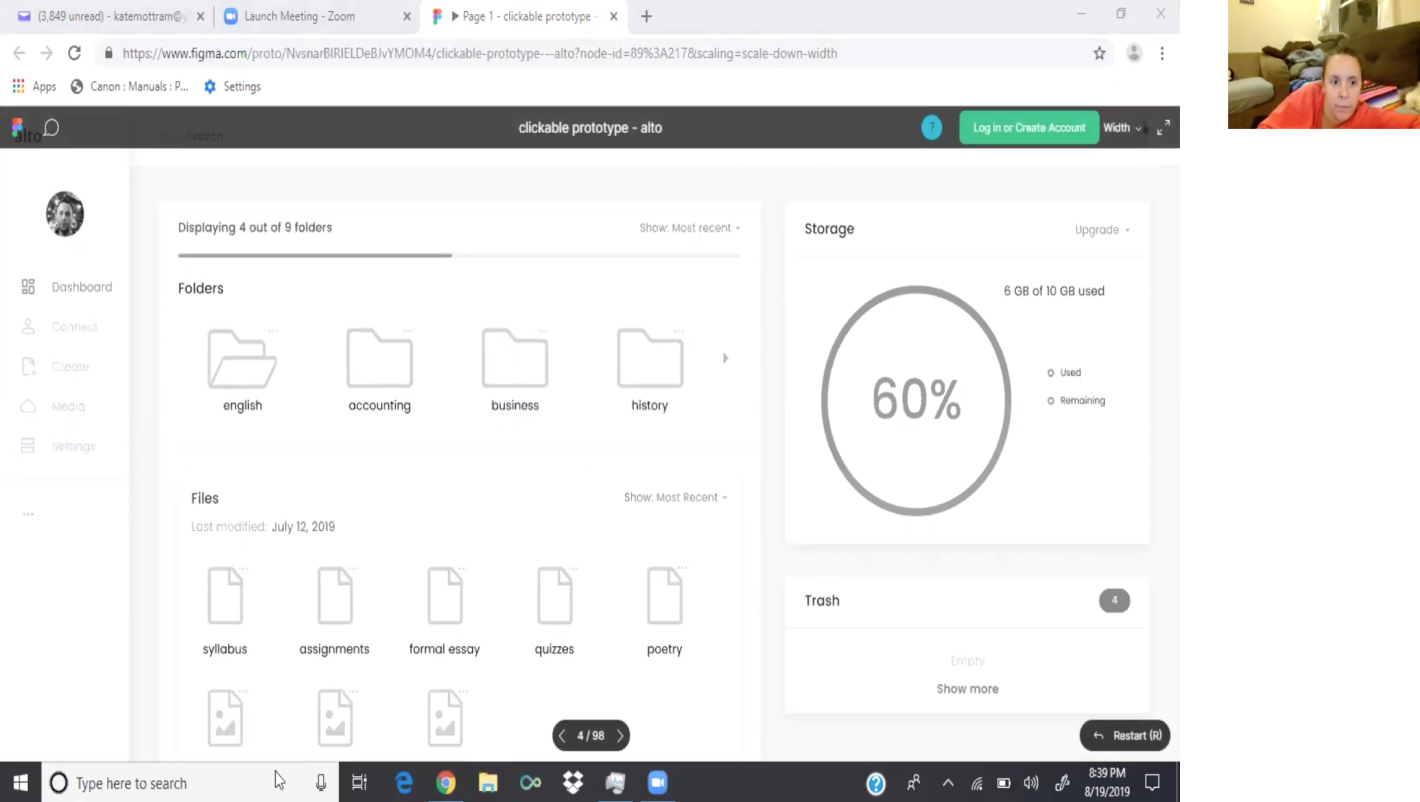 (3,849 unread) - katemottram@y
Launch Meeting - Zoom
Page 1 - clickable prototype -
https://www.figma.com/proto/NvsnarBIRIELDeBJvYMOM4/clickable-prototype---alto?node-id=89%3A217&scaling=scale-down-width
Apps
Canon : Manuals : P...
Settings
alto
Search
clickable prototype - alto
?
Log in or Create Account
Width
Dashboard
Connect
Create
Media
Settings
...
Displaying 4 out of 9 folders
Show: Most recent
Folders
english
accounting
business
history
Files
Show: Most Recent
Last modified: July 12, 2019
syllabus
assignments
formal essay
quizzes
poetry
Storage
Upgrade
6 GB of 10 GB used
60%
Used
Remaining
Trash
4
Empty
Show more
4 / 98
Restart (R)
Type here to search
8:39 PM
8/19/2019